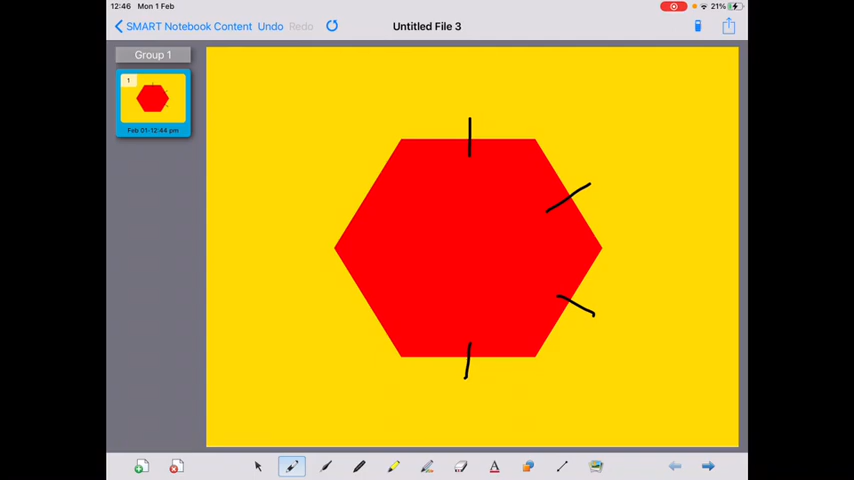 12:46 Mon 1 Feb 21%
SMART Notebook Content Undo Redo Untitled File 3
Group 1
1
Feb 01-12:44 pm
A